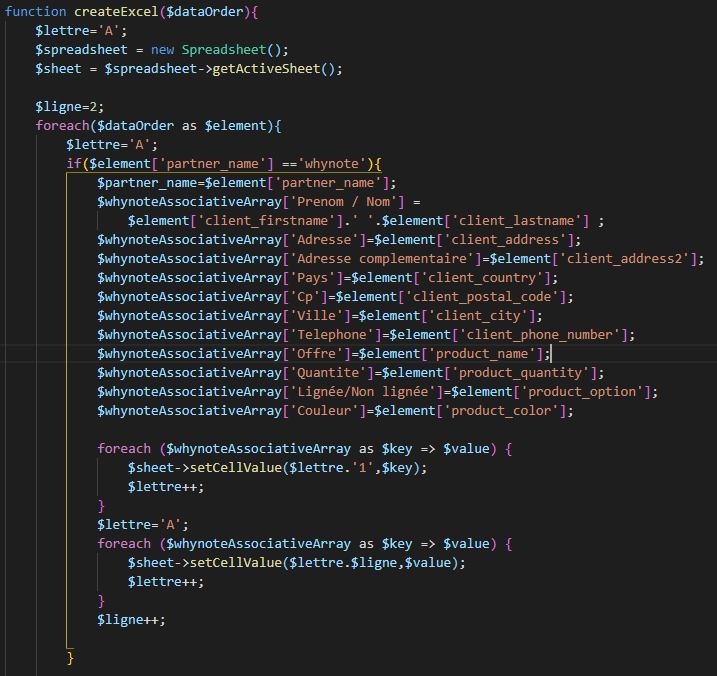 function createExcel($dataOrder){
$lettre='A';
$spreadsheet = new Spreadsheet();
$sheet = $spreadsheet->getActiveSheet();
$ligne=2;
foreach($dataOrder as $element){
$lettre='A';
if($element['partner_name'] =='whynote'){
$partner_name=$element['partner_name'];
$whynoteAssociativeArray['Prenom / Nom'] =
$element['client_firstname'].' '.$element['client_lastname'] ;
$whynoteAssociativeArray['Adresse']=$element['client_address'];
$whynoteAssociativeArray['Adresse complementaire']=$element['client_address2'];
$whynoteAssociativeArray['Pays']=$element['client_country'];
$whynoteAssociativeArray['Cp']=$element['client_postal_code'];
$whynoteAssociativeArray['Ville']=$element['client_city'];
$whynoteAssociativeArray['Telephone']=$element['client_phone_number'];
$whynoteAssociativeArray['Offre']=$element['product_name'];
$whynoteAssociativeArray['Quantite']=$element['product_quantity'];
$whynoteAssociativeArray['Lignée/Non lignée']=$element['product_option'];
$whynoteAssociativeArray['Couleur']=$element['product_color'];
foreach ($whynoteAssociativeArray as $key => $value) {
$sheet->setCellValue($lettre.'1',$key);
$lettre++;
}
$lettre='A';
foreach ($whynoteAssociativeArray as $key => $value) {
$sheet->setCellValue($lettre.$ligne,$value);
$lettre++;
}
$ligne++;
}